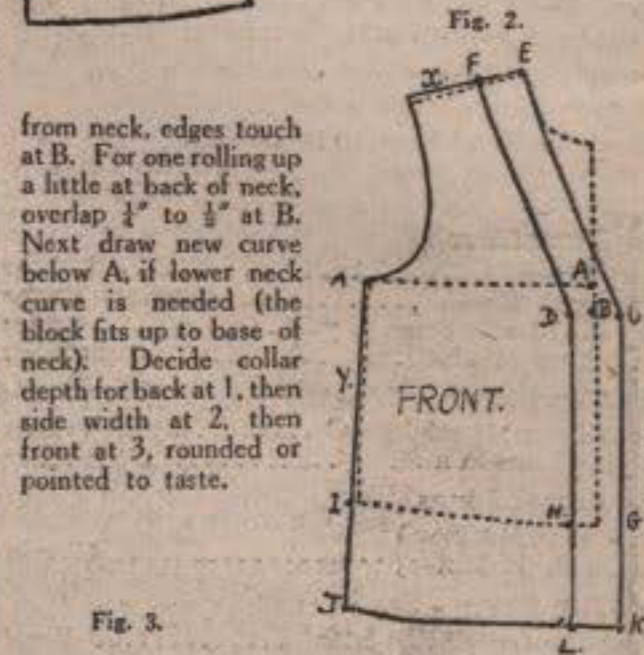 Fig. 2.
from neck, edges touch
at B. For one rolling up
a little at back of neck,
overlap ¼″ to ½″ at B.
Next draw new curve
below A, if lower neck
curve is needed (the
block fits up to base of
neck). Decide collar
depth for back at 1, then
side width at 2, then
front at 3, rounded or
pointed to taste.
X. F E
A A
D B
Y. FRONT.
I H G
J
L. K
Fig. 3.